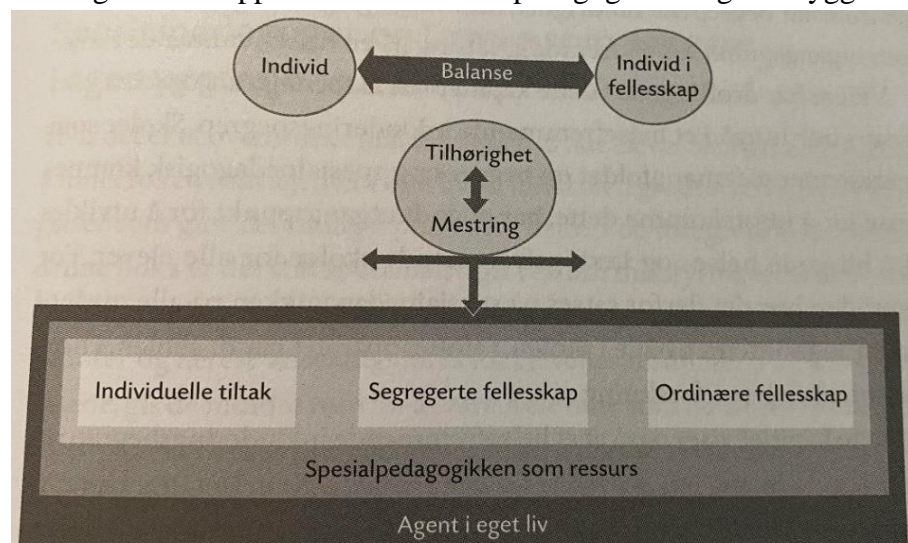 Individ
Balanse
Individ i
fellesskap
Tilhørighet
Mestring
Individuelle tiltak
Segregerte fellesskap
Ordinære fellesskap
Spesialpedagogikken som ressurs
Agent i eget liv